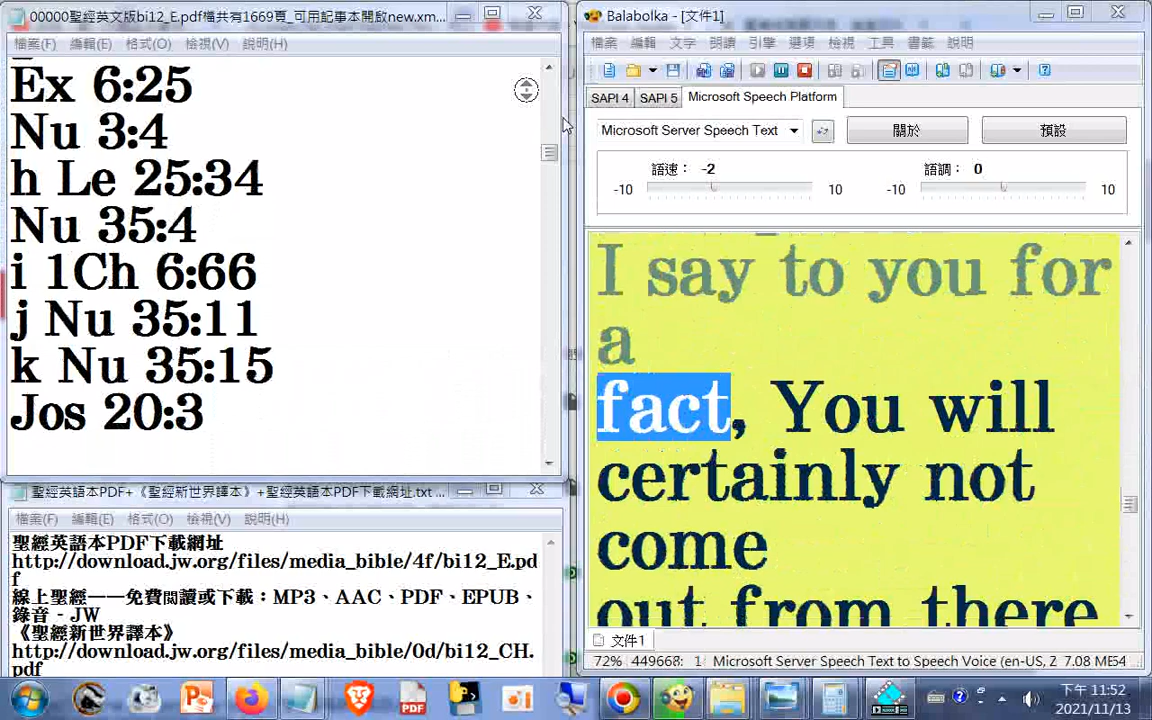 00000聖經英文版bi12_E.pdf檔共有1669頁_可用記事本開啟new.xm...
檔案(F) 編輯(E) 格式(O) 檢視(V) 說明(H)
Ex 6:25
Nu 3:4
h Le 25:34
Nu 35:4
i 1Ch 6:66
j Nu 35:11
k Nu 35:15
Jos 20:3
聖經英語本PDF+《聖經新世界譯本》+聖經英語本PDF下載網址.txt ...
檔案(F) 編輯(E) 格式(O) 檢視(V) 說明(H)
聖經英語本PDF下載網址
http://download.jw.org/files/media_bible/4f/bi12_E.pd
f
線上聖經——免費閱讀或下載：MP3、AAC、PDF、EPUB、
錄音 - JW
《聖經新世界譯本》
http://download.jw.org/files/media_bible/0d/bi12_CH.
pdf
Balabolka - [文件1]
檔案 編輯 文字 朗讀 引擎 選項 檢視 工具 書籤 說明
SAPI 4 SAPI 5 Microsoft Speech Platform
Microsoft Server Speech Text 關於 預設
語速： -2 語調： 0
-10 10 -10 10
I say to you for
a
fact, You will
certainly not
come
out from there
文件1
72% 449668: 1 Microsoft Server Speech Text to Speech Voice (en-US, Z 7.08 ME54
PDF
下午 11:52
2021/11/13